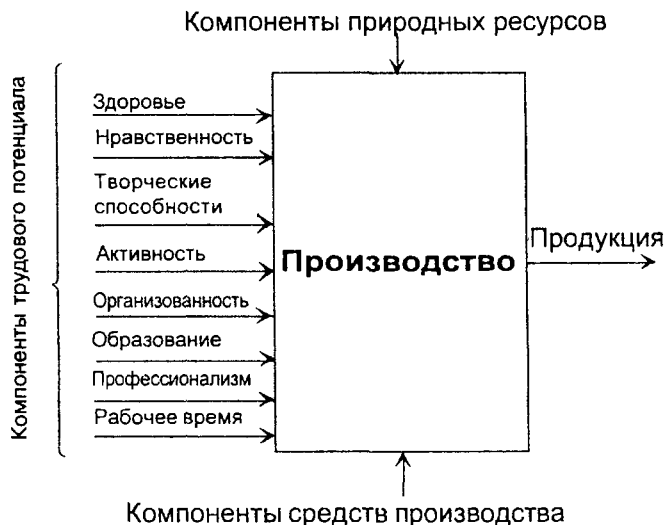 Компоненты природных ресурсов
Компоненты трудового потенциала
Здоровье
Нравственность
Творческие
способности
Активность
Организованность
Образование
Профессионализм
Рабочее время
Производство
Продукция
Компоненты средств производства